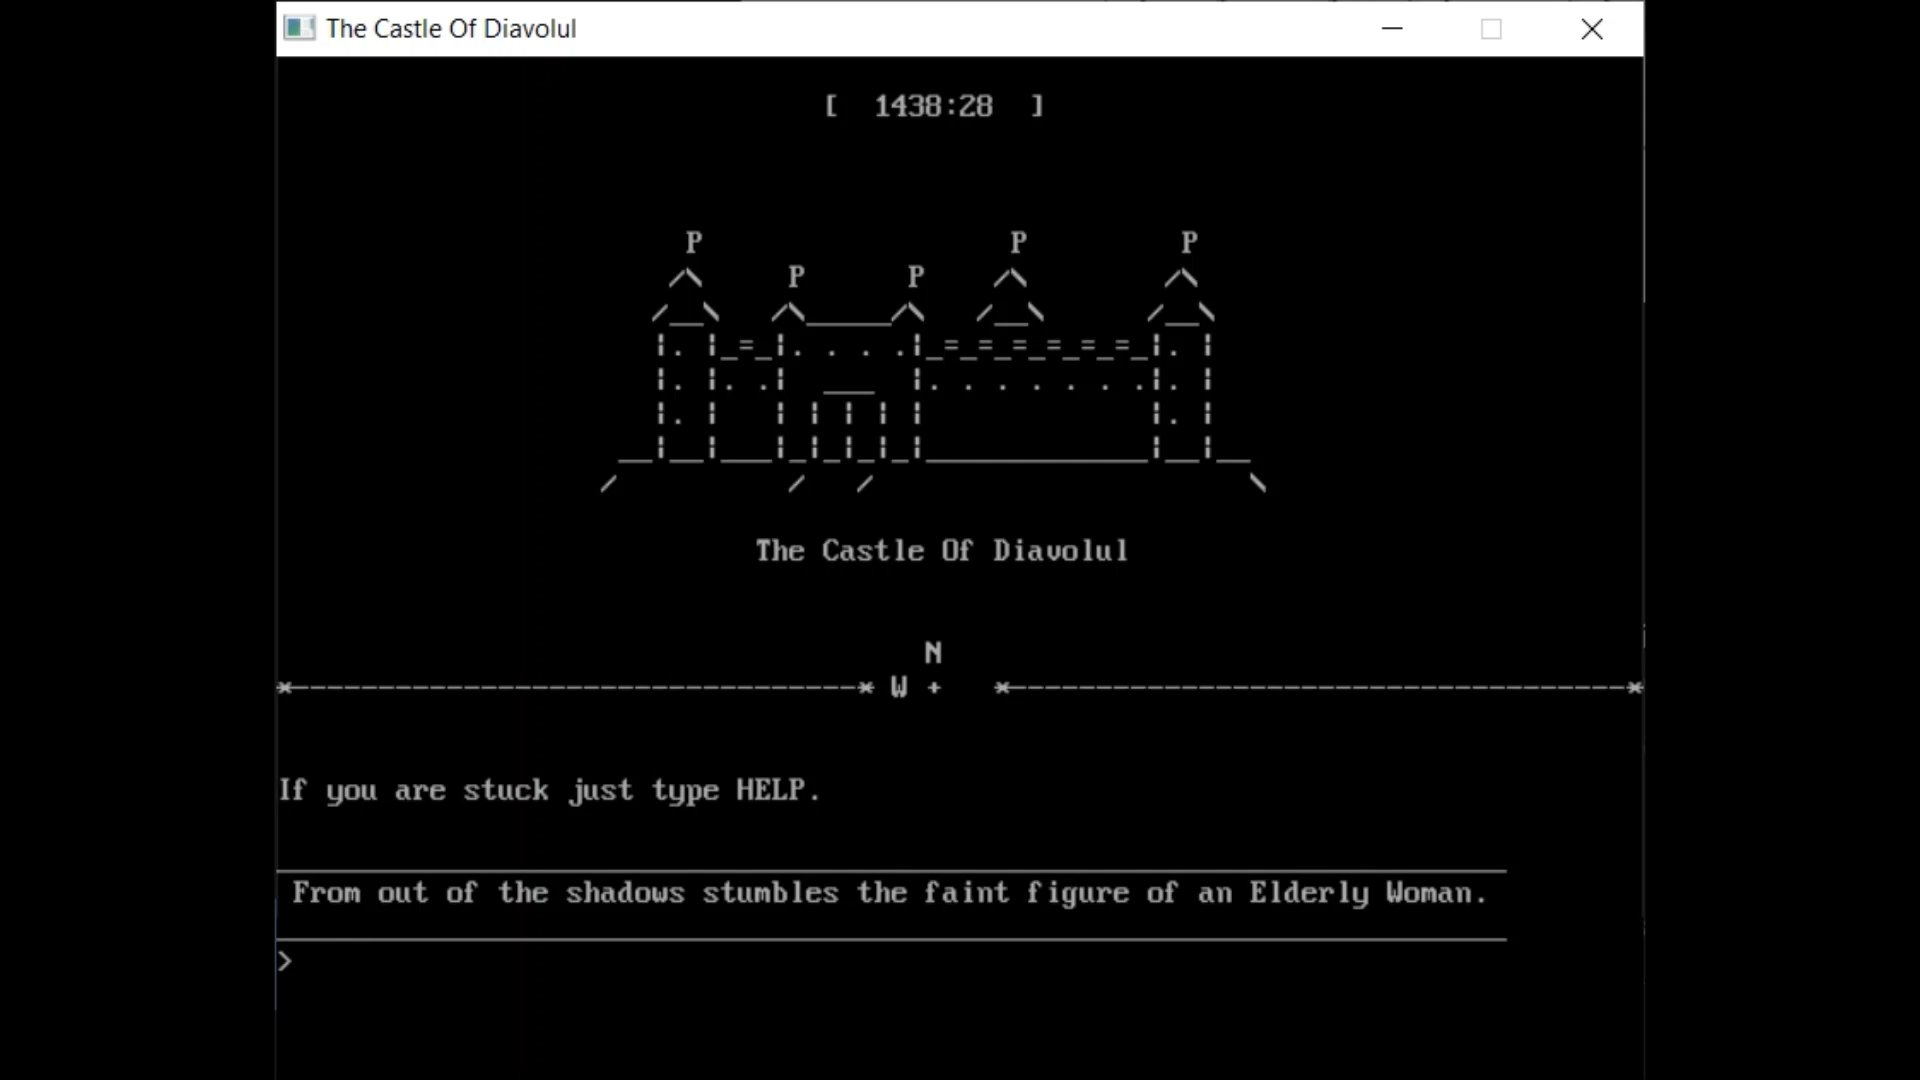 The Castle Of Diavolul
[ 1438:28 ]
P P P
P P
The Castle Of Diavolul
N
W +
If you are stuck just type HELP.
From out of the shadows stumbles the faint figure of an Elderly Woman.
>